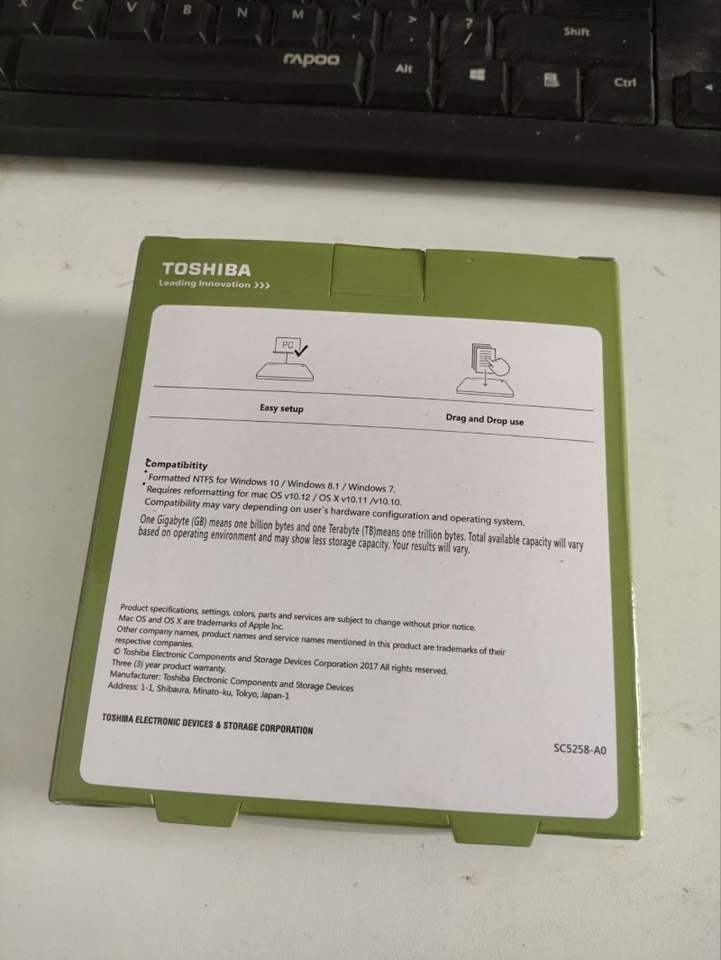 X C V B N M < , > . ? / Shift
rapoo Alt Ctrl
TOSHIBA
Leading Innovation >>>
PC
Easy setup
Drag and Drop use
Compatibitity
Formatted NTFS for Windows 10 / Windows 8.1 / Windows 7.
Requires reformatting for mac OS v10.12 / OS X v10.11 /v10.10.
Compatibility may vary depending on user's hardware configuration and operating system.
One Gigabyte (GB) means one billion bytes and one Terabyte (TB)means one trillion bytes. Total available capacity will vary
based on operating environment and may show less storage capacity. Your results will vary.
Product specifications, settings, colors, parts and services are subject to change without prior notice.
Mac OS and OS X are trademarks of Apple Inc.
Other company names, product names and service names mentioned in this product are trademarks of their
respective companies.
© Toshiba Electronic Components and Storage Devices Corporation 2017 All rights reserved.
Three (3) year product warranty.
Manufacturer: Toshiba Electronic Components and Storage Devices
Address: 1-1, Shibaura, Minato-ku, Tokyo, Japan-1
TOSHIBA ELECTRONIC DEVICES & STORAGE CORPORATION
SC5258-A0